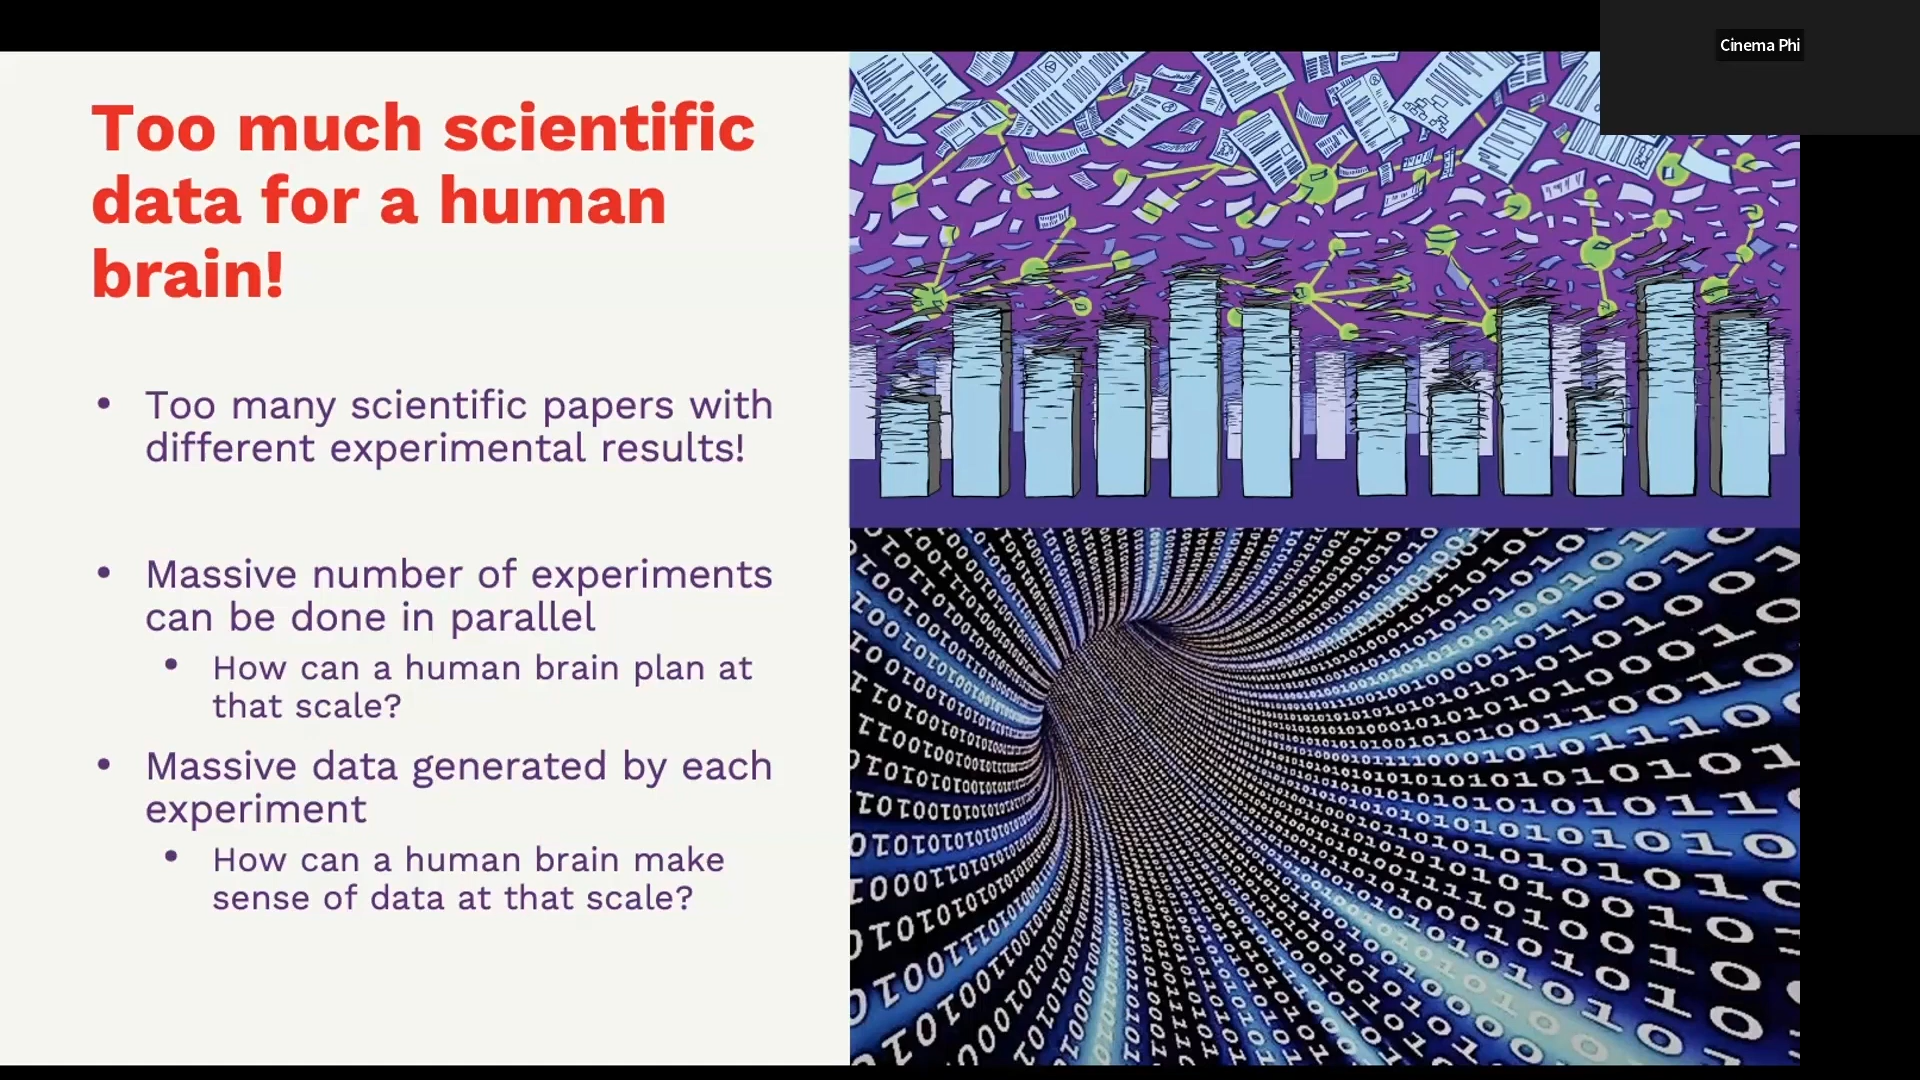 Cinema Phi
Too much scientific
data for a human
brain!
• Too many scientific papers with
different experimental results!
• Massive number of experiments
can be done in parallel
• How can a human brain plan at
that scale?
• Massive data generated by each
experiment
• How can a human brain make
sense of data at that scale?